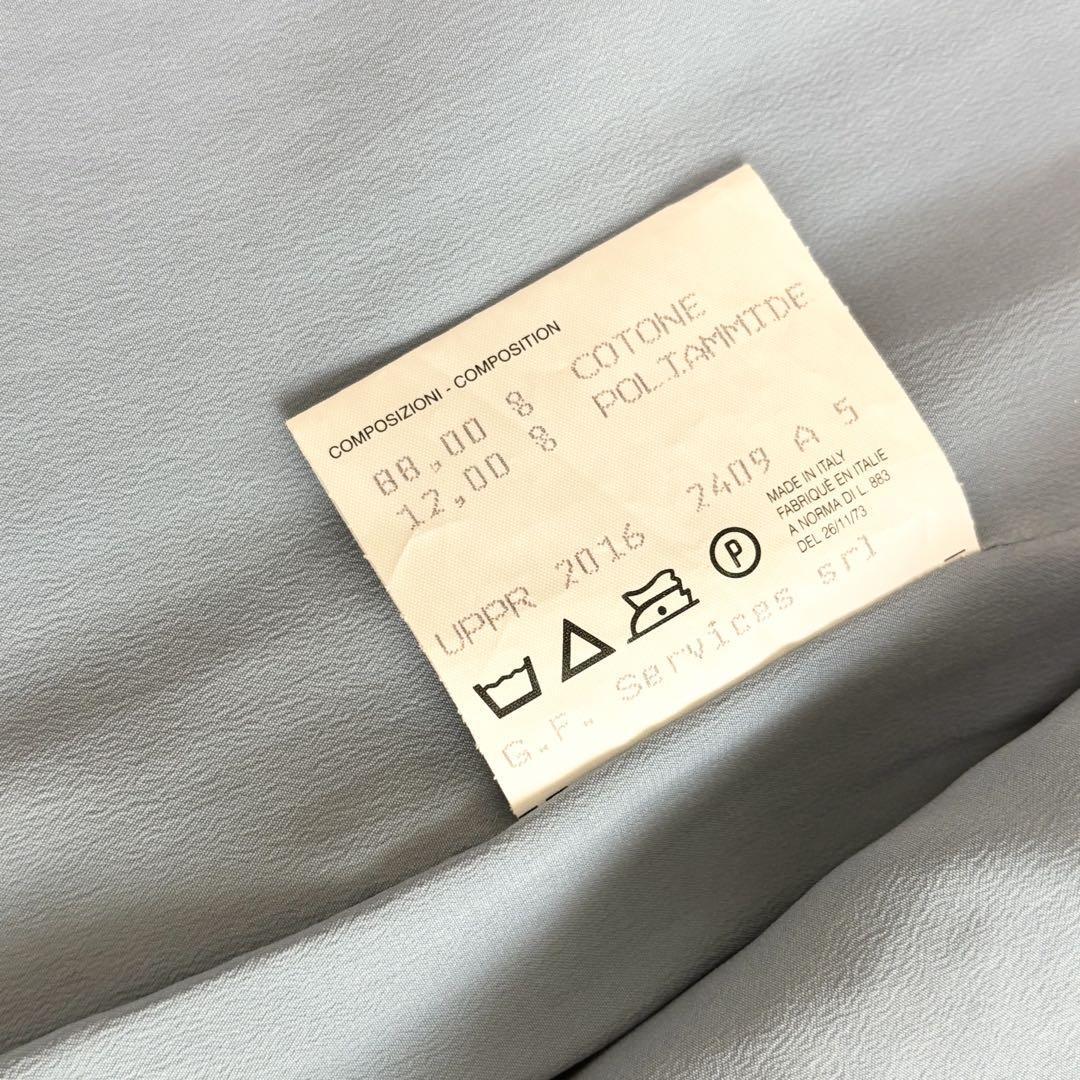 COMPOSIZIONI - COMPOSITION
88,00 % COTONE
12,00 % POLIAMMIDE
UPPR 2016 2409 A 5
MADE IN ITALY
FABRIQUÉ EN ITALIE
A NORMA DI L. 883
DEL 26/11/73
P
G.F. Services srl